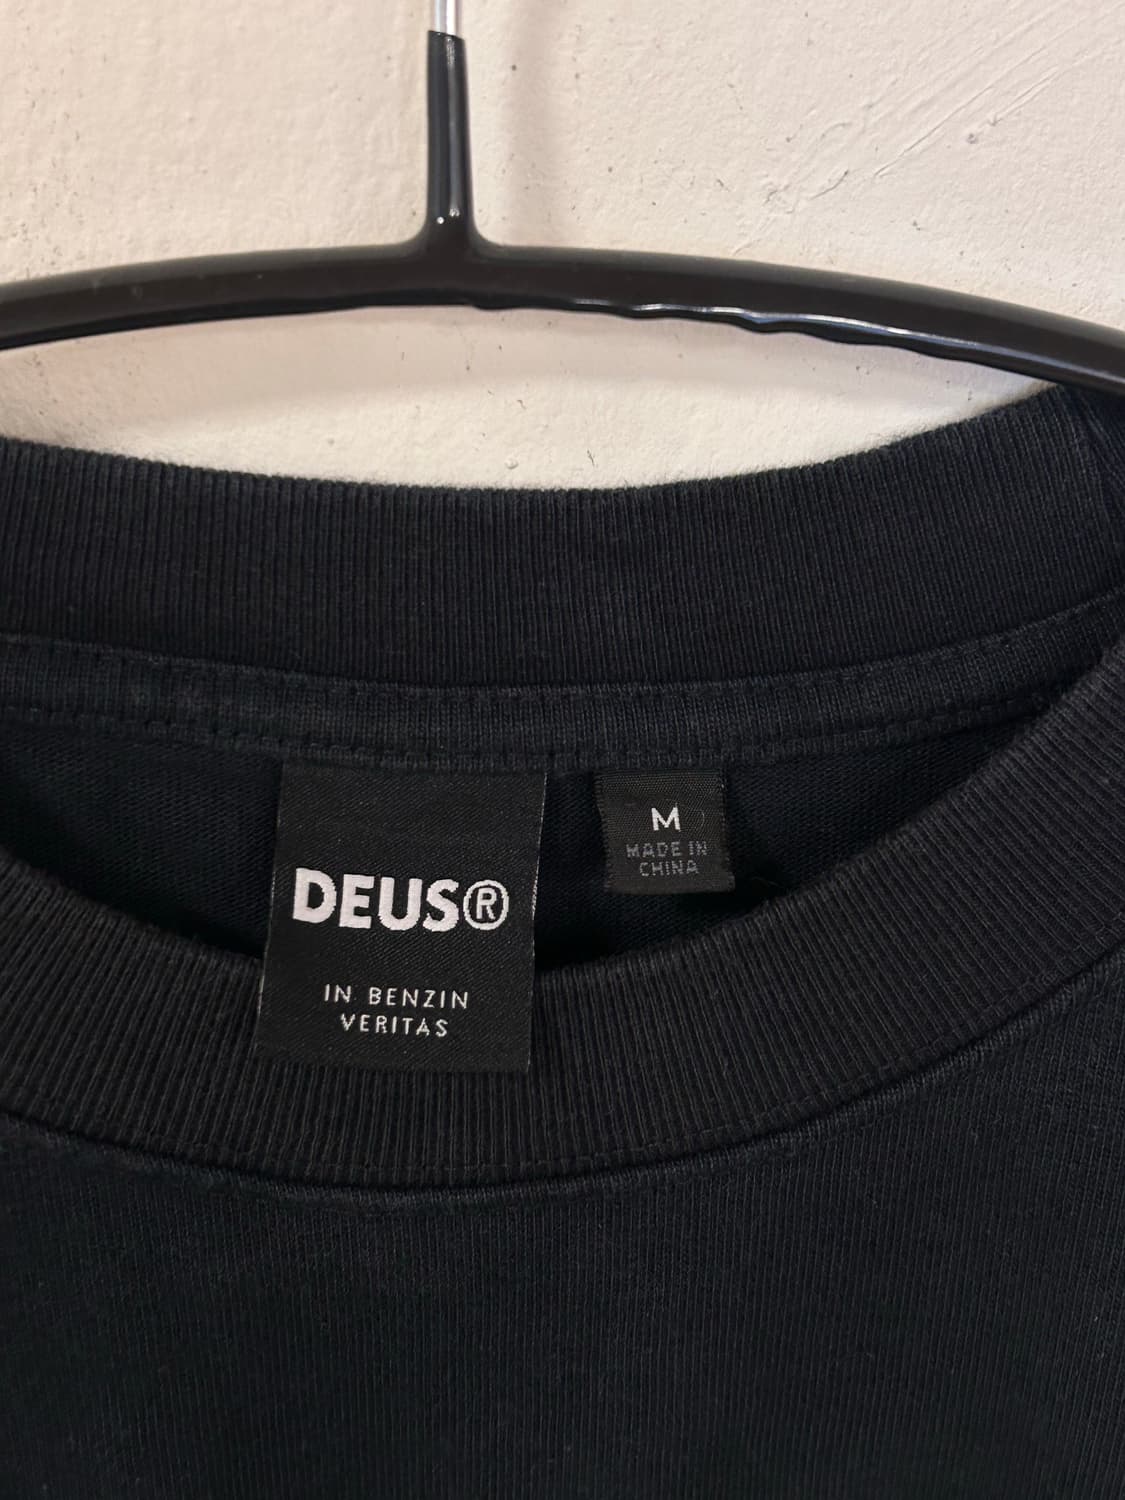 DEUS®
IN BENZIN
VERITAS
M
MADE IN
CHINA